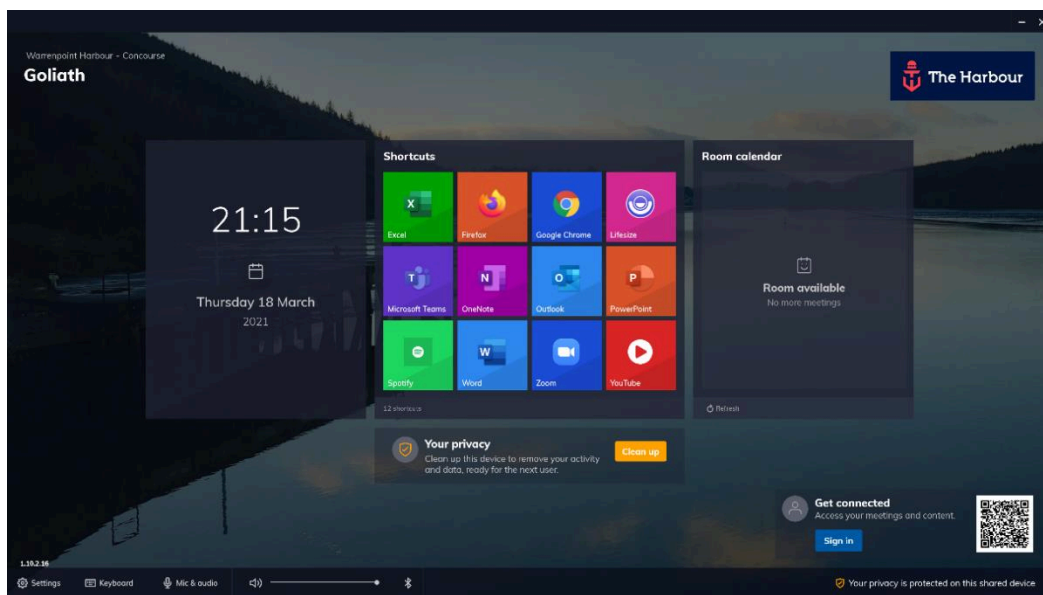 Warrenpoint Harbour - Concourse
Goliath
The Harbour
21:15
Thursday 18 March
2021
Shortcuts
Excel
Firefox
Google Chrome
Lifesize
Microsoft Teams
OneNote
Outlook
PowerPoint
Spotify
Word
Zoom
YouTube
12 shortcuts
Room calendar
Room available
No more meetings
Refresh
Your privacy
Clean up this device to remove your activity
and data, ready for the next user.
Clean up
Get connected
Access your meetings and content.
Sign in
1.19.2.16
Settings
Keyboard
Mic & audio
Your privacy is protected on this shared device